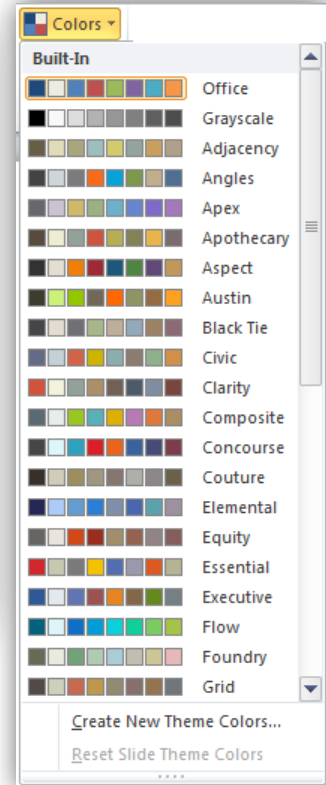 Colors
Built-In
Office
Grayscale
Adjacency
Angles
Apex
Apothecary
Aspect
Austin
Black Tie
Civic
Clarity
Composite
Concourse
Couture
Elemental
Equity
Essential
Executive
Flow
Foundry
Grid
Create New Theme Colors...
Reset Slide Theme Colors